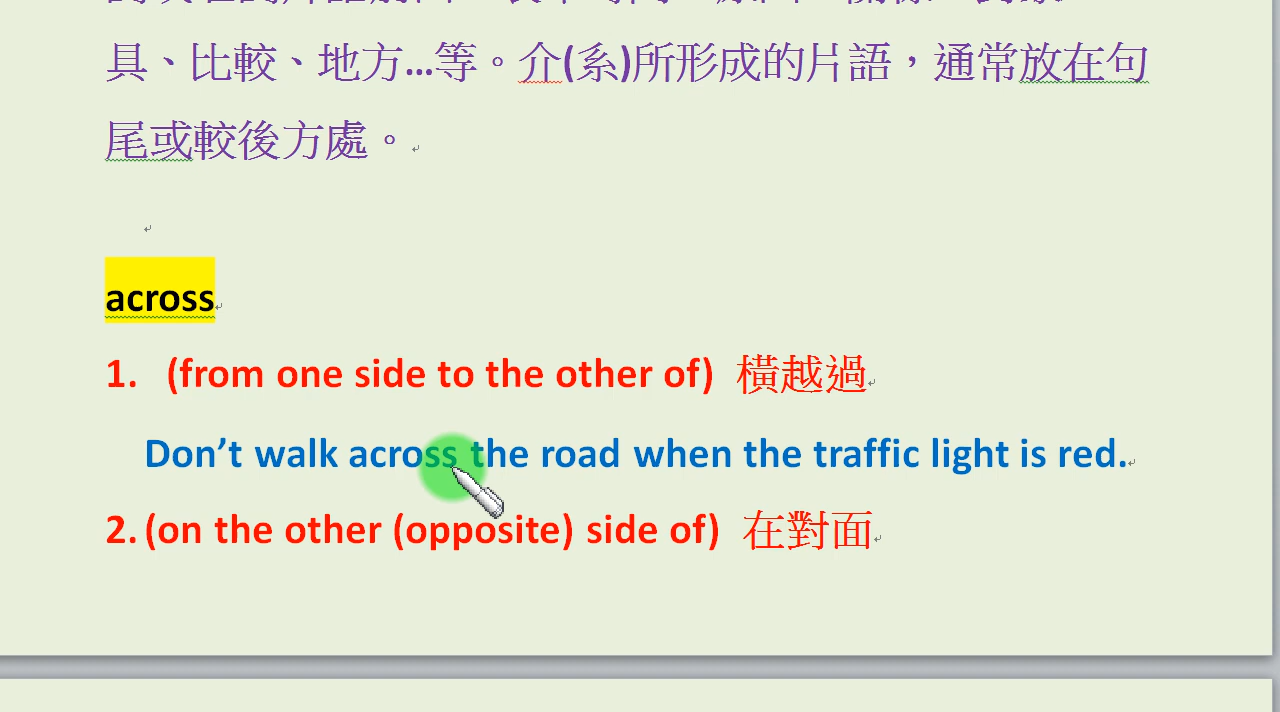 具、比較、地方…等。介(系)所形成的片語，通常放在句
尾或較後方處。
across
1. (from one side to the other of) 橫越過
Don’t walk across the road when the traffic light is red.
2. (on the other (opposite) side of) 在對面